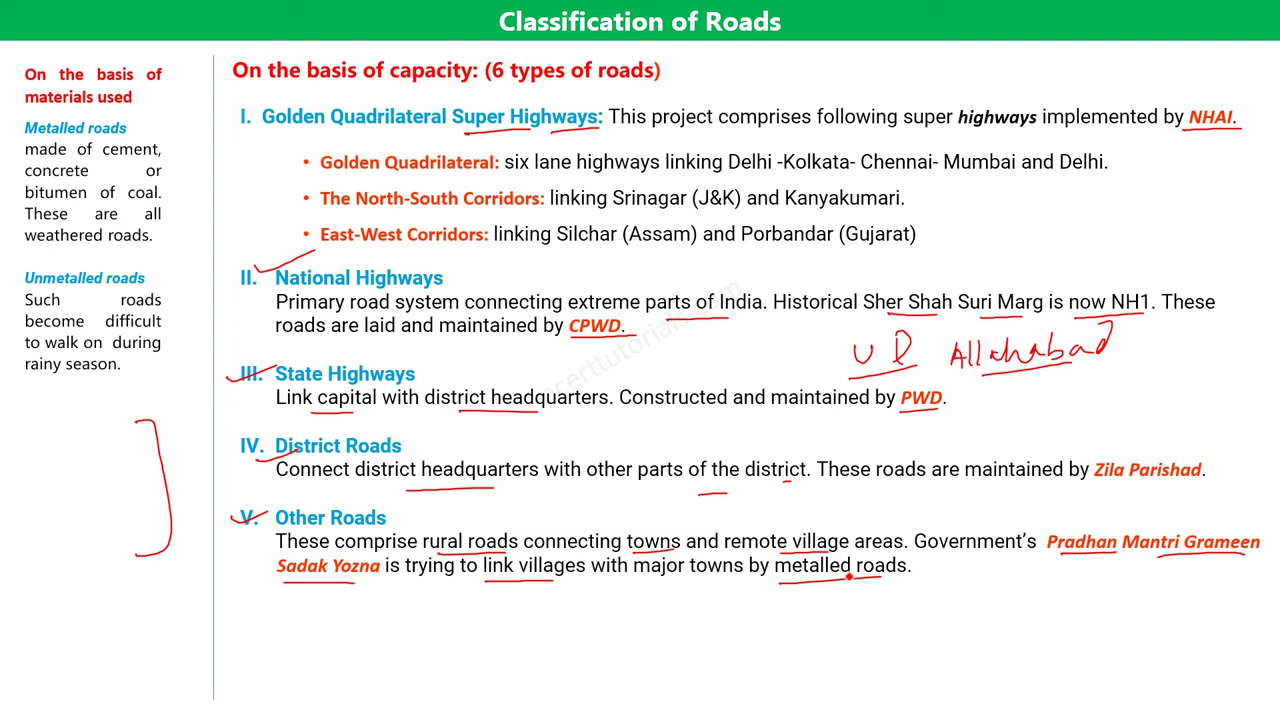 Classification of Roads
On the basis of
materials used
Metalled roads
made of cement,
concrete or
bitumen of coal.
These are all
weathered roads.
Unmetalled roads
Such roads
become difficult
to walk on during
rainy season.
On the basis of capacity: (6 types of roads)
I. Golden Quadrilateral Super Highways: This project comprises following super highways implemented by NHAI.
• Golden Quadrilateral: six lane highways linking Delhi -Kolkata- Chennai- Mumbai and Delhi.
• The North-South Corridors: linking Srinagar (J&K) and Kanyakumari.
• East-West Corridors: linking Silchar (Assam) and Porbandar (Gujarat)
II. National Highways
Primary road system connecting extreme parts of India. Historical Sher Shah Suri Marg is now NH1. These
roads are laid and maintained by CPWD.
UP Allahabad
III. State Highways
Link capital with district headquarters. Constructed and maintained by PWD.
IV. District Roads
Connect district headquarters with other parts of the district. These roads are maintained by Zila Parishad.
V. Other Roads
These comprise rural roads connecting towns and remote village areas. Government's Pradhan Mantri Grameen
Sadak Yozna is trying to link villages with major towns by metalled roads.